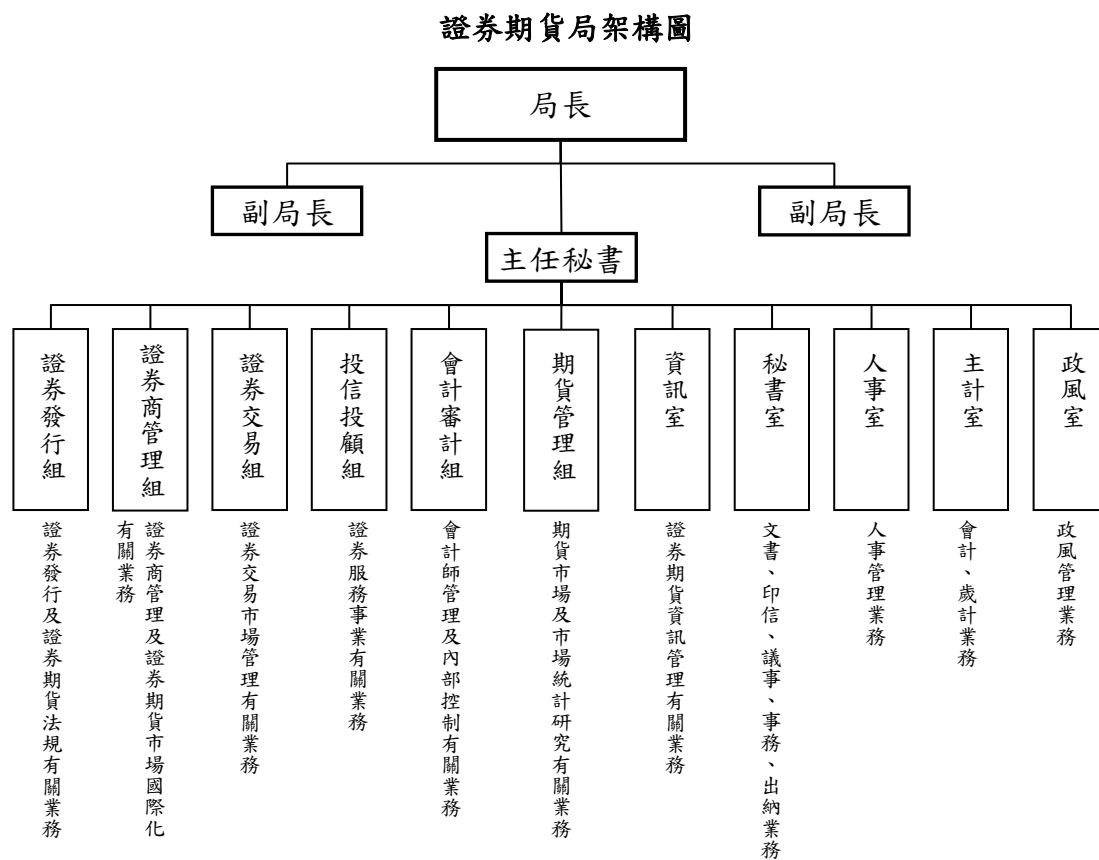 證券期貨局架構圖
局長
副局長
副局長
主任秘書
證券發行組
證券商管理組
證券交易組
投信投顧組
會計審計組
期貨管理組
資訊室
秘書室
人事室
主計室
政風室
證券發行及證券期貨法規有關業務
證券商管理及證券期貨市場國際化
有關業務
證券交易市場管理有關業務
證券服務事業有關業務
會計師管理及內部控制有關業務
期貨市場及市場統計研究有關業務
證券期貨資訊管理有關業務
文書、印信、議事、事務、出納業務
人事管理業務
會計、歲計業務
政風管理業務